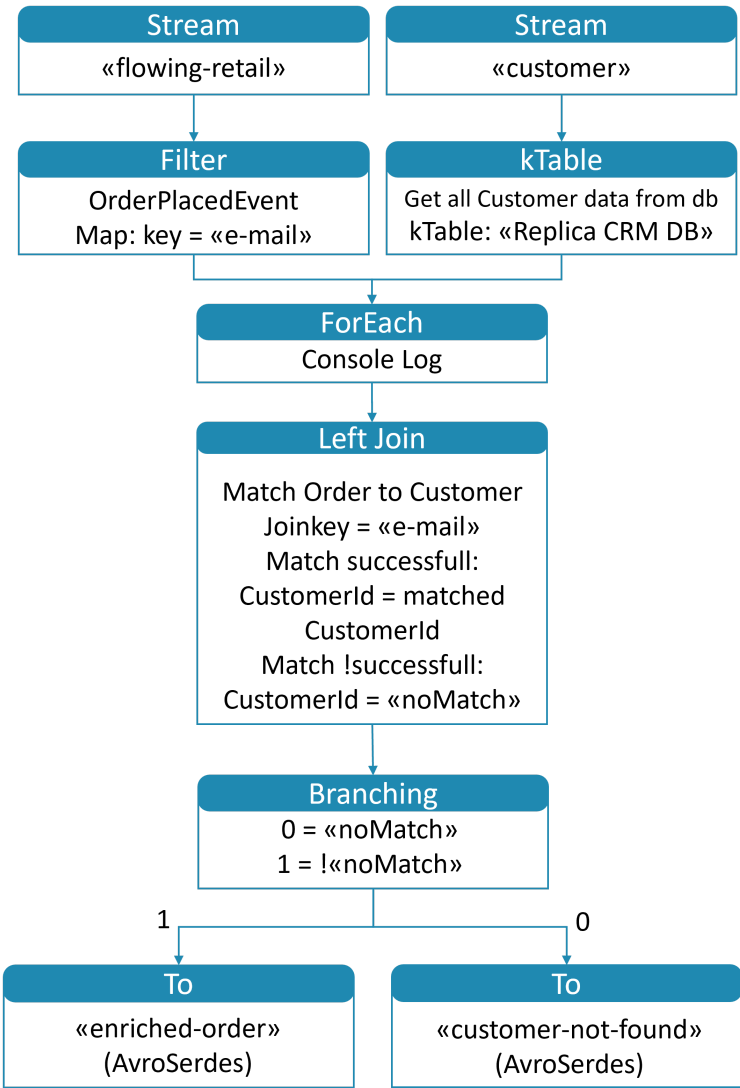 Stream
«flowing-retail»
Stream
«customer»
Filter
OrderPlacedEvent
Map: key = «e-mail»
kTable
Get all Customer data from db
kTable: «Replica CRM DB»
ForEach
Console Log
Left Join
Match Order to Customer
Joinkey = «e-mail»
Match successfull:
CustomerId = matched
CustomerId
Match !successfull:
CustomerId = «noMatch»
Branching
0 = «noMatch»
1 = !«noMatch»
1
0
To
«enriched-order»
(AvroSerdes)
To
«customer-not-found»
(AvroSerdes)